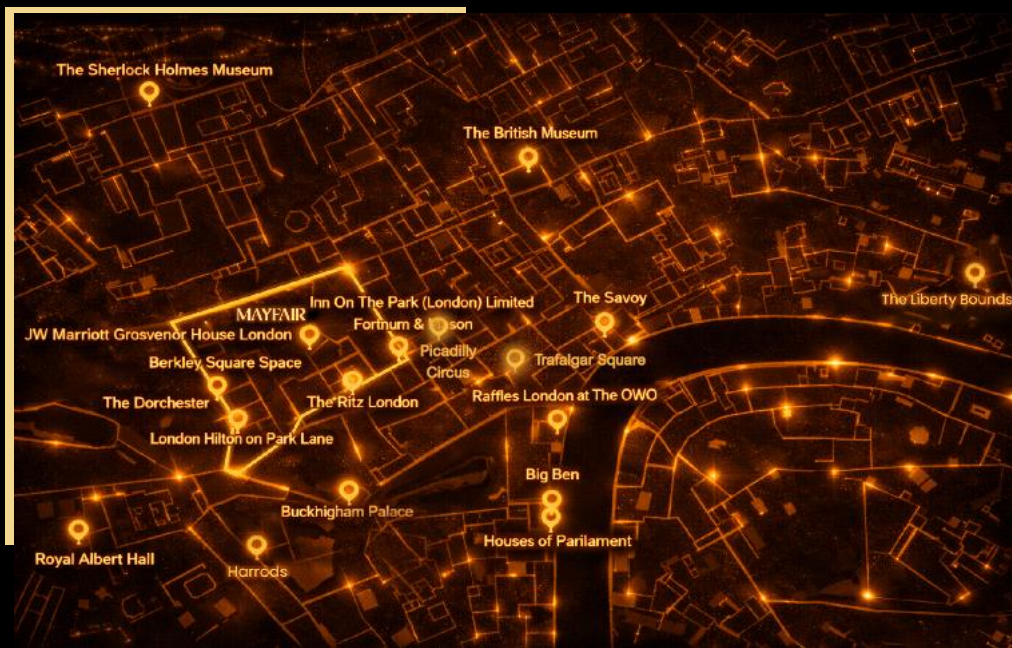 The Sherlock Holmes Museum
The British Museum
The Liberty Bounds
The Savoy
Inn On The Park (London) Limited
MAYFAIR
Fortnum &
JW Marriott Grosvenor House London
Picadilly
Circus
Trafalgar Square
Berkley Square Space
The Dorchester
The Ritz London
Raffles London at The OWO
London Hilton on Park Lane
Big Ben
Buckhigham Palace
Houses of Parilament
Royal Albert Hall
Harrods